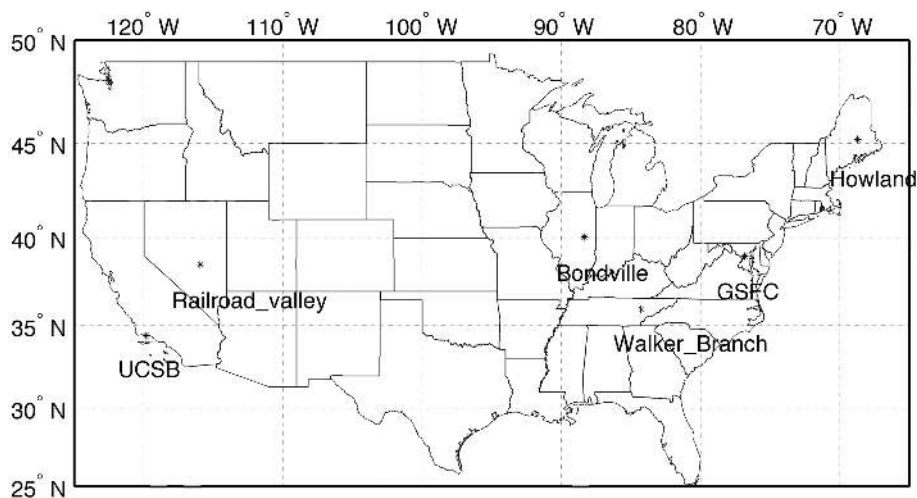 120° W 110° W 100° W 90° W 80° W 70° W
50° N
45° N
Howland
40° N
Bondville
GSFC
Railroad_valley
35° N
Walker_Branch
UCSB
30° N
25° N